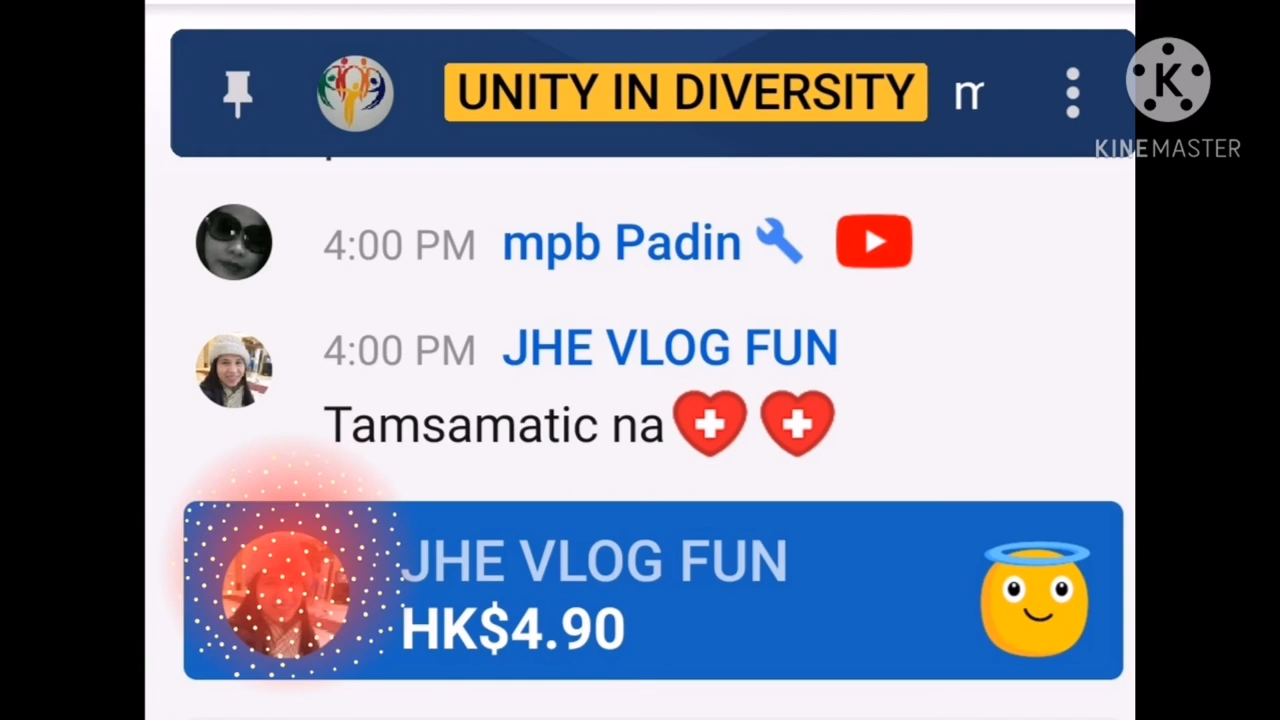 UNITY IN DIVERSITY m
KINEMASTER
4:00 PM mpb Padin
4:00 PM JHE VLOG FUN
Tamsamatic na
JHE VLOG FUN
HK$4.90